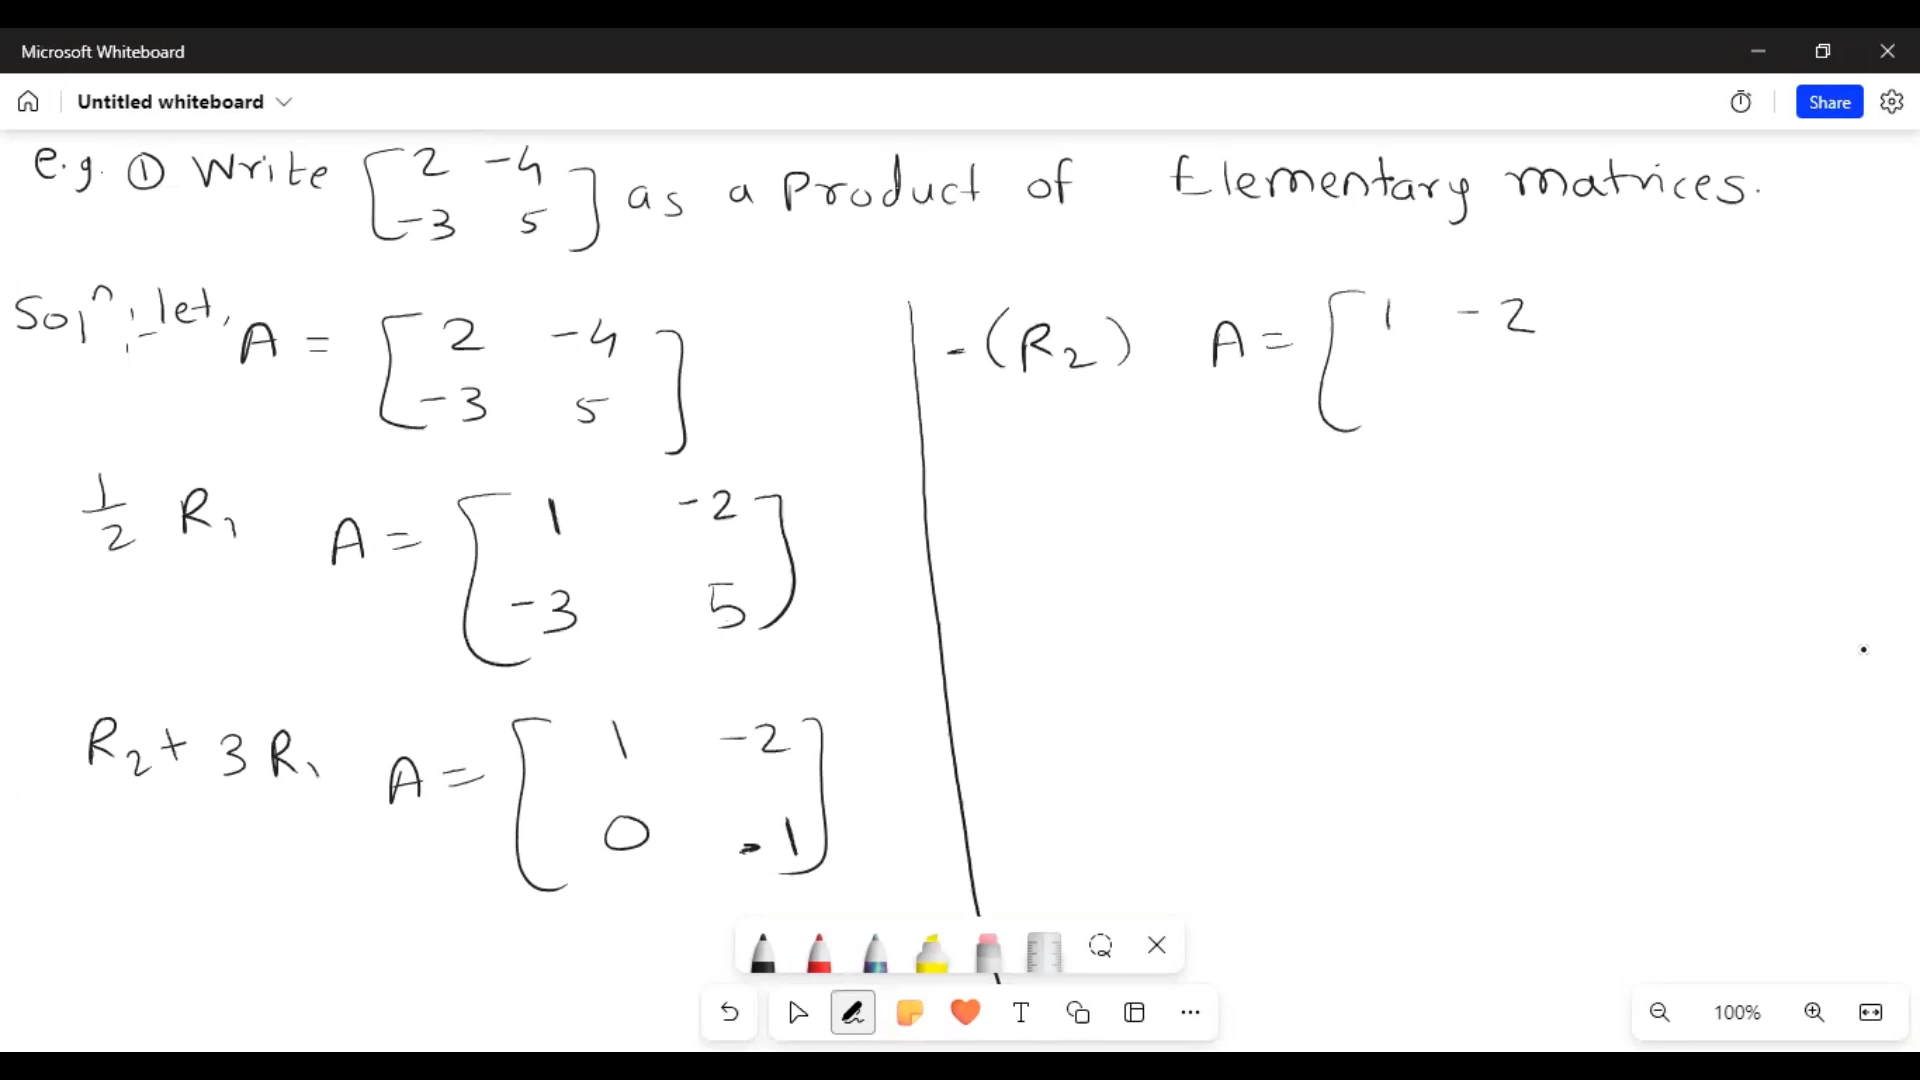 Microsoft Whiteboard
Untitled whiteboard
Share
e.g. ① Write [2 -4
-3 5] as a product of Elementary matrices.
Solⁿ:- let, A = [2 -4
-3 5]
1/2 R₁ A = [1 -2
-3 5]
R₂ + 3R₁ A = [1 -2
0 -1]
-(R₂) A = [1 -2
100%